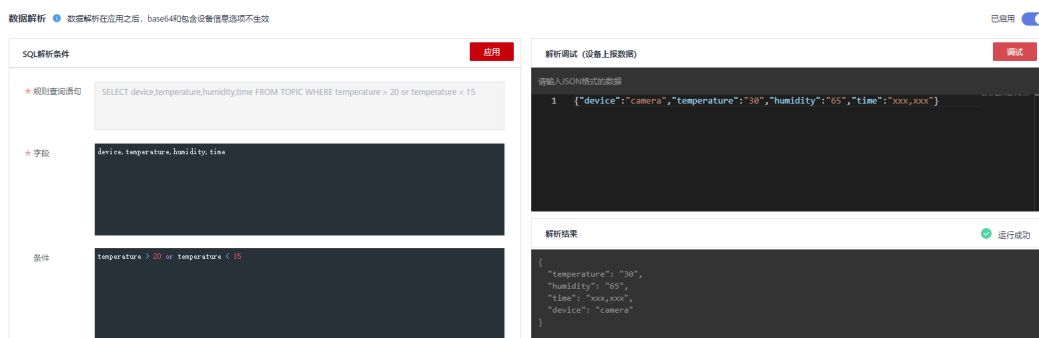 数据解析 数据解析在应用之后，base64和包含设备信息选项不生效
已启用
SQL解析条件
应用
* 规则查询语句
SELECT device,temperature,humidity,time FROM TOPIC WHERE temperature > 20 or temperature < 15
* 字段
device,temperature,humidity,time
条件
temperature > 20 or temperature < 15
解析调试（设备上报数据）
调试
请输入JSON格式的数据
1 {"device":"camera","temperature":"30","humidity":"65","time":"xxx,xxx"}
解析结果
运行成功
{
"temperature": "30",
"humidity": "65",
"time": "xxx,xxx",
"device": "camera"
}